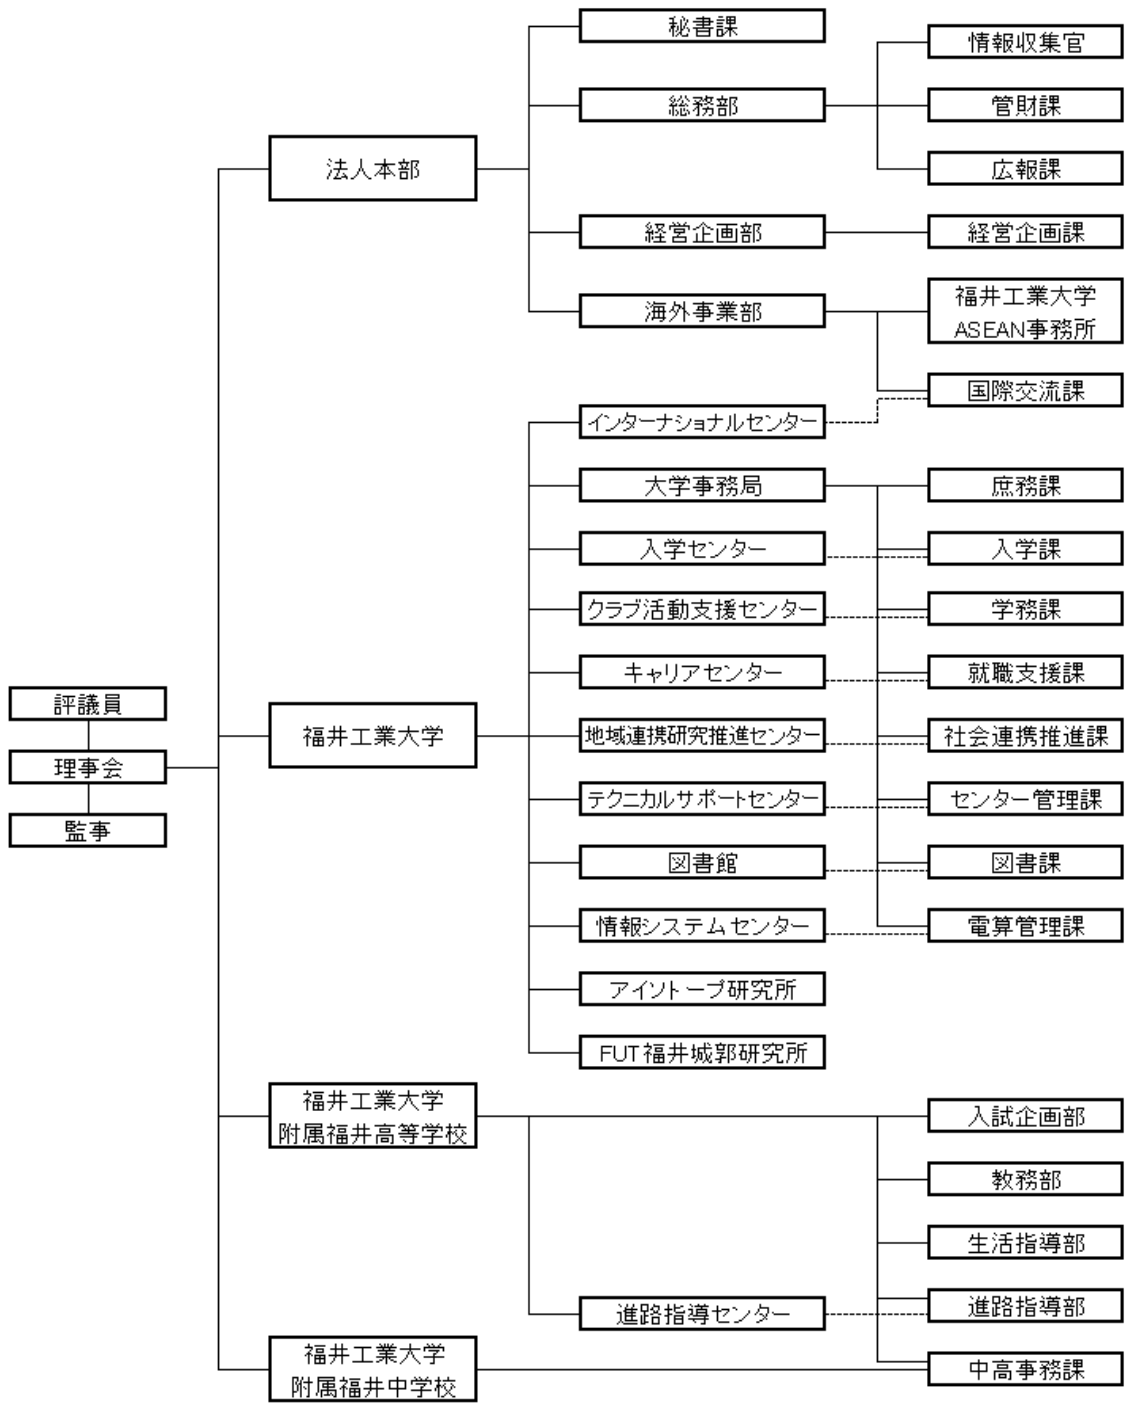 秘書課
情報収集官
総務部
管財課
法人本部
広報課
経営企画部
経営企画課
海外事業部
福井工業大学
ASEAN事務所
国際交流課
インターナショナルセンター
大学事務局
庶務課
入学センター
入学課
クラブ活動支援センター
学務課
キャリアセンター
就職支援課
評議員
福井工業大学
地域連携研究推進センター
社会連携推進課
理事会
テクニカルサポートセンター
センター管理課
監事
図書館
図書課
情報システムセンター
電算管理課
アイソトープ研究所
FUT福井城郭研究所
福井工業大学
附属福井高等学校
入試企画部
教務部
生活指導部
進路指導センター
進路指導部
福井工業大学
附属福井中学校
中高事務課